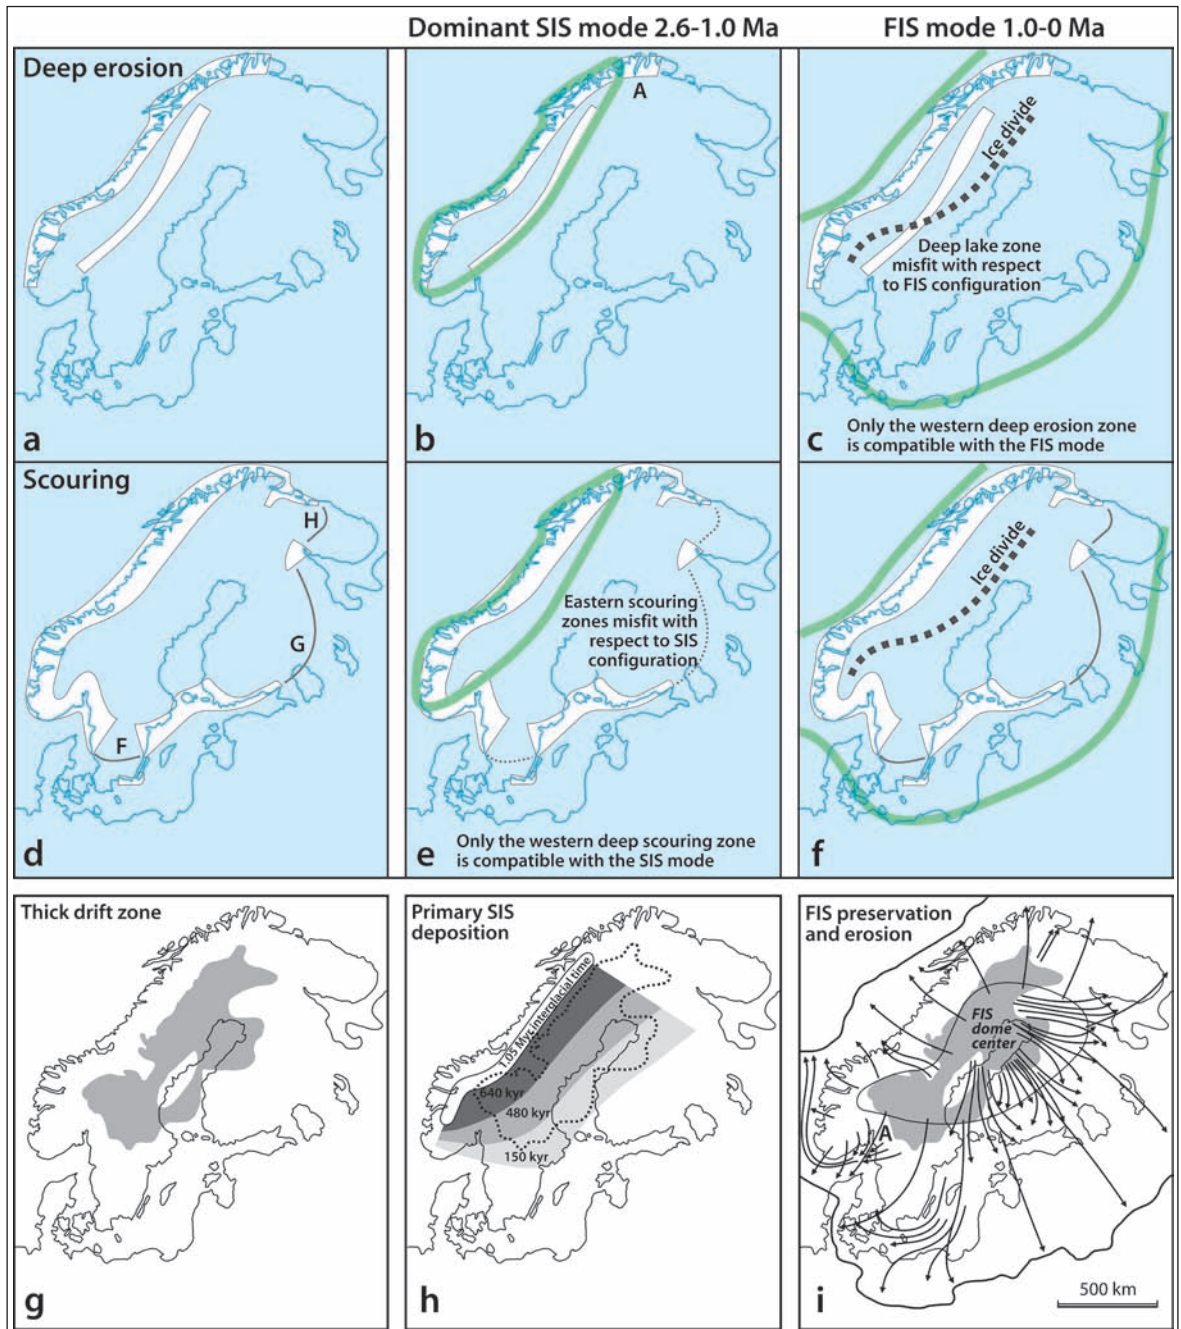 Dominant SIS mode 2.6-1.0 Ma
FIS mode 1.0-0 Ma
Deep erosion
a
A
b
Ice divide
Deep lake zone
misfit with respect
to FIS configuration
c
Only the western deep erosion zone
is compatible with the FIS mode
Scouring
H
G
F
d
Eastern scouring
zones misfit with
respect to SIS
configuration
e
Only the western deep scouring zone
is compatible with the SIS mode
Ice divide
f
Thick drift zone
g
Primary SIS
deposition
1.05 Myr interglacial time
640 kyr
480 kyr
150 kyr
h
FIS preservation
and erosion
FIS
dome
center
A
i
500 km